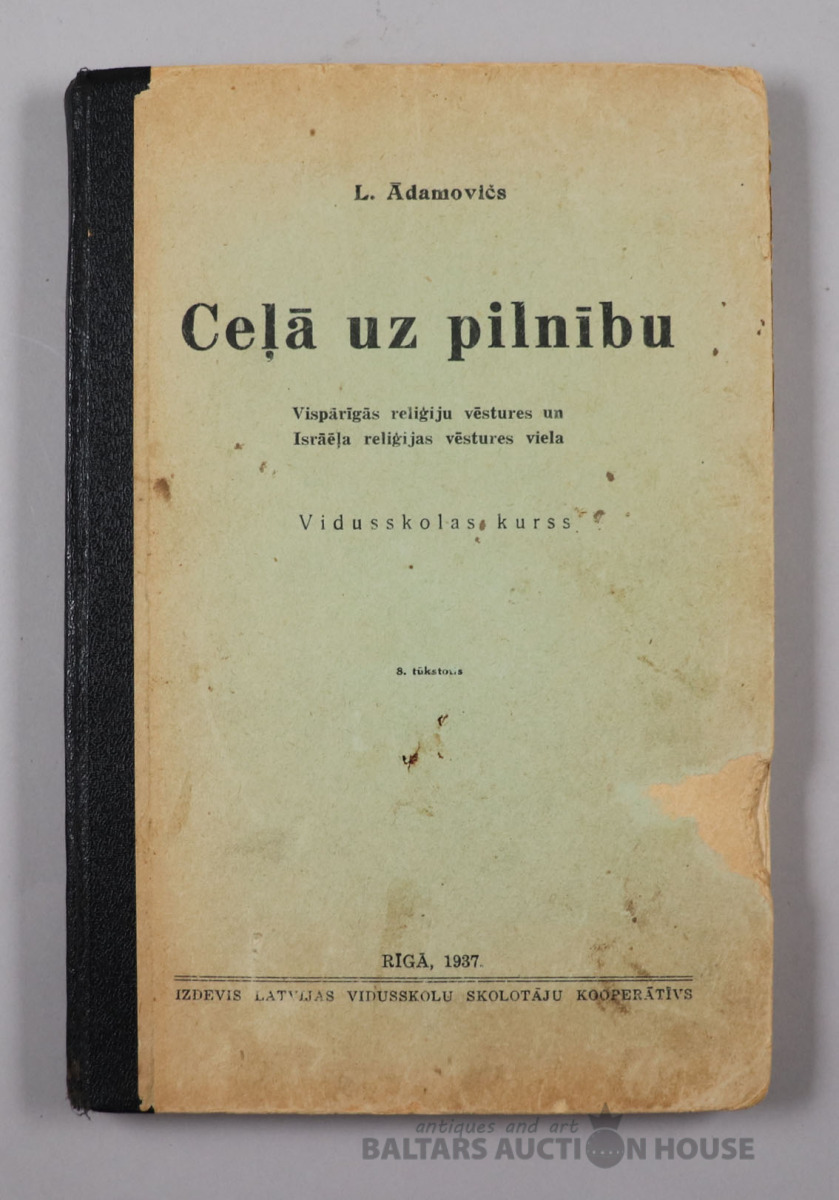 L. Ādamovičs
Ceļā uz pilnību
Vispārīgās reliģiju vēstures un
Isrāēļa reliģijas vēstures viela
Vidusskolas kurss
8. tūkstotis
RĪGĀ, 1937.
IZDEVIS LATVIJAS VIDUSSKOLU SKOLOTĀJU KOOPERĀTĪVS
antiques and art
BALTARS AUCTION HOUSE